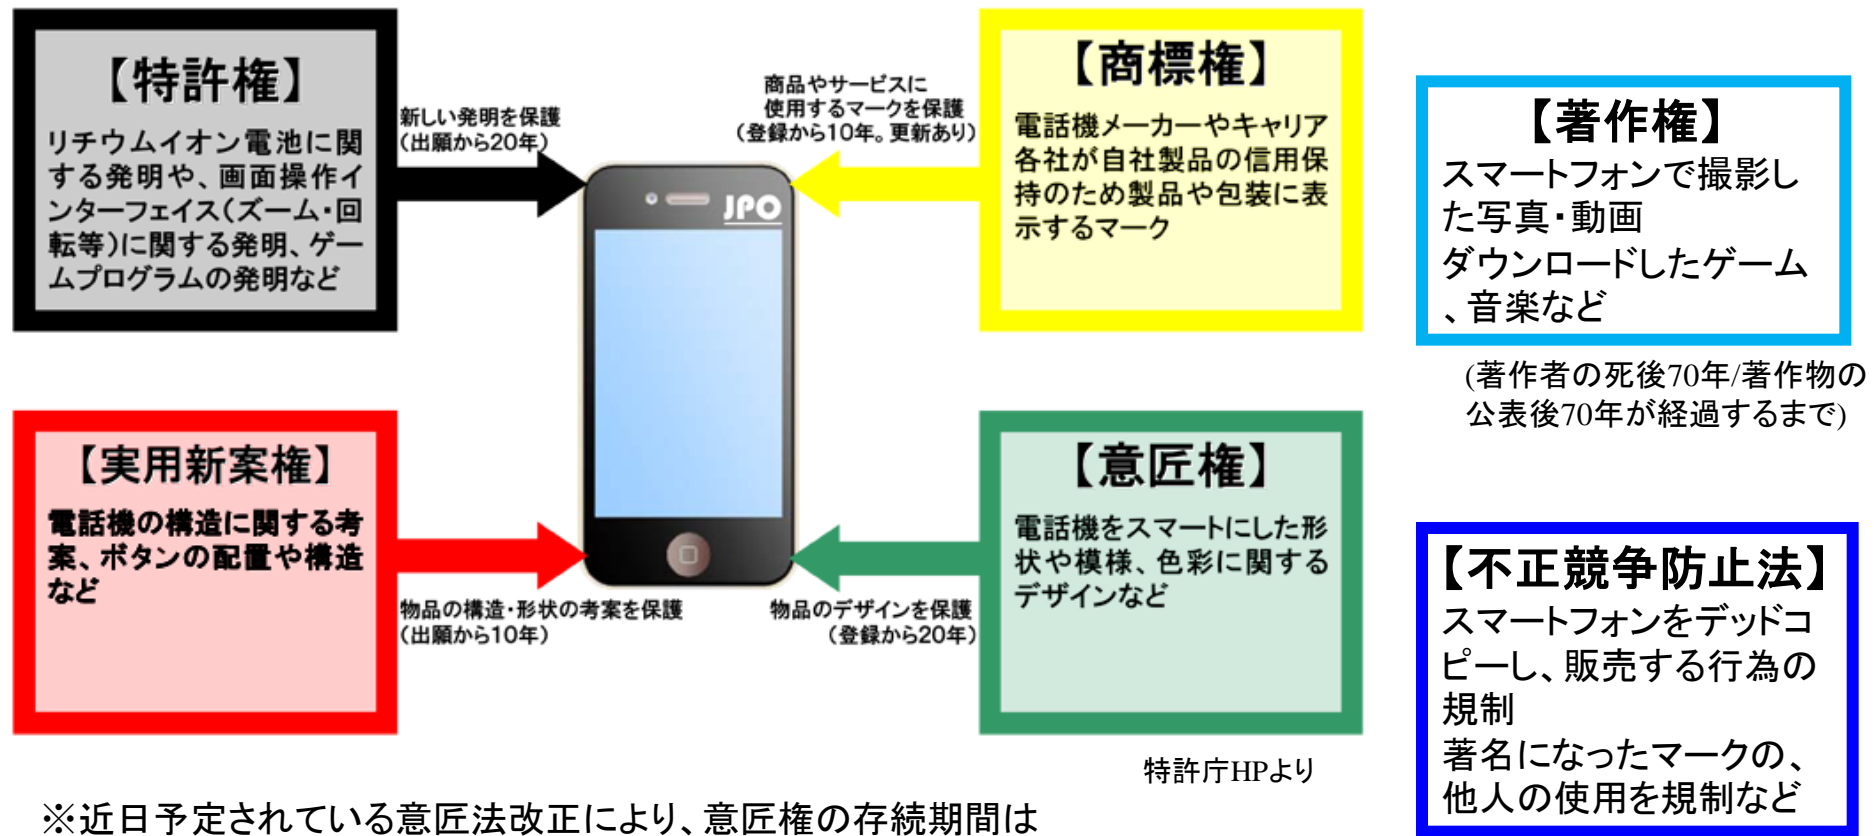 【特許権】
リチウムイオン電池に関
する発明や、画面操作イ
ンターフェイス(ズーム・回
転等)に関する発明、ゲー
ムプログラムの発明など
新しい発明を保護
(出願から20年)
商品やサービスに
使用するマークを保護
(登録から10年。更新あり)
【商標権】
電話機メーカーやキャリア
各社が自社製品の信用保
持のため製品や包装に表
示するマーク
JPO
【著作権】
スマートフォンで撮影し
た写真・動画
ダウンロードしたゲーム
、音楽など
(著作者の死後70年/著作物の
公表後70年が経過するまで)
【実用新案権】
電話機の構造に関する考
案、ボタンの配置や構造
など
物品の構造・形状の考案を保護
(出願から10年)
物品のデザインを保護
(登録から20年)
【意匠権】
電話機をスマートにした形
状や模様、色彩に関する
デザインなど
【不正競争防止法】
スマートフォンをデッドコ
ピーし、販売する行為の
規制
著名になったマークの、
他人の使用を規制など
特許庁HPより
※近日予定されている意匠法改正により、意匠権の存続期間は